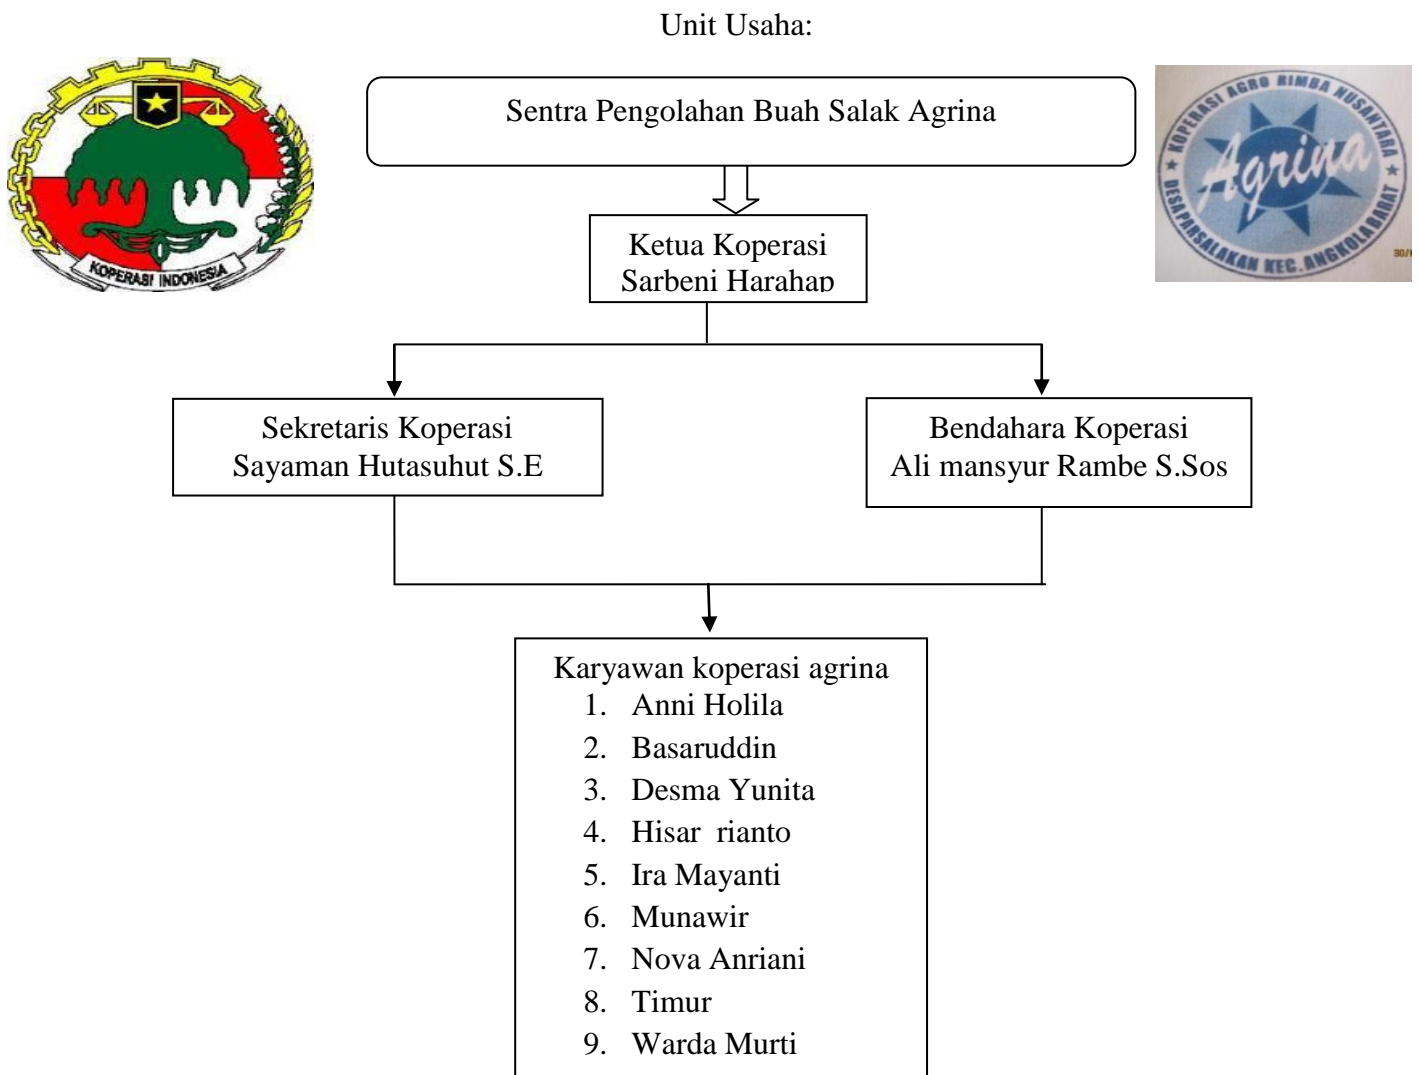 Unit Usaha:
KOPERASI INDONESIA
Sentra Pengolahan Buah Salak Agrina
KOPERASI AGRO RIMBA NUSANTARA
Agrina
DESAPARSALAKAN KEC. ANGKOLABARAT
Ketua Koperasi
Sarbeni Harahap
Sekretaris Koperasi
Sayaman Hutasuhut S.E
Bendahara Koperasi
Ali mansyur Rambe S.Sos
Karyawan koperasi agrina
1. Anni Holila
2. Basaruddin
3. Desma Yunita
4. Hisar rianto
5. Ira Mayanti
6. Munawir
7. Nova Anriani
8. Timur
9. Warda Murti